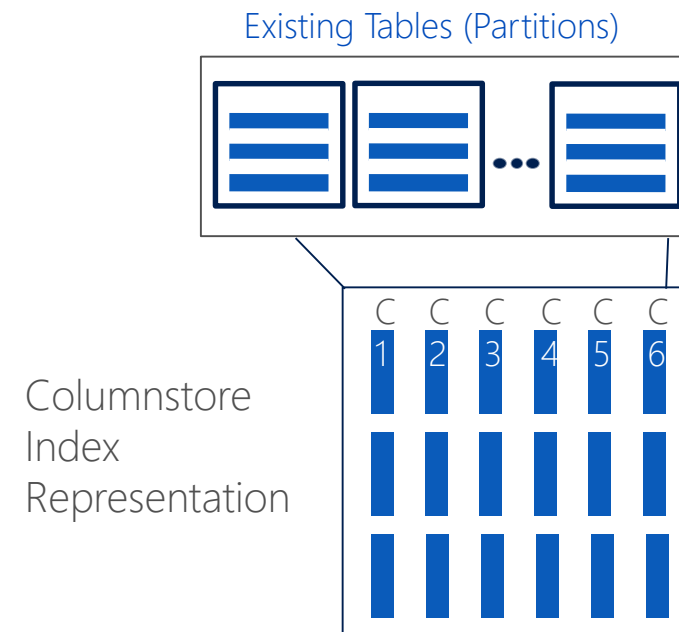 Existing Tables (Partitions)
C C C C C C
1 2 3 4 5 6
Columnstore
Index
Representation